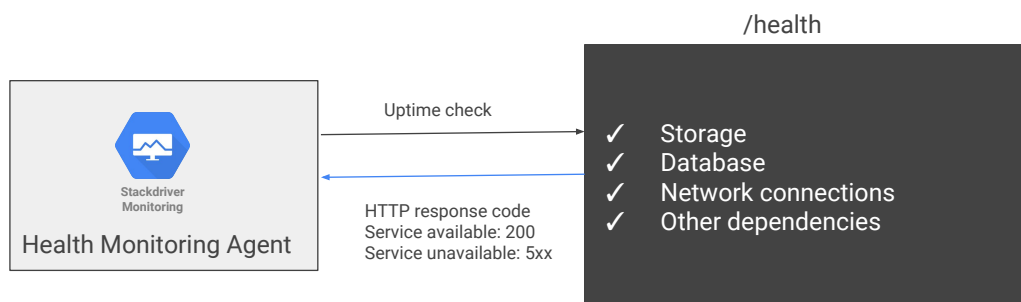 /health
Uptime check
Stackdriver
Monitoring
Health Monitoring Agent
HTTP response code
Service available: 200
Service unavailable: 5xx
✓ Storage
✓ Database
✓ Network connections
✓ Other dependencies